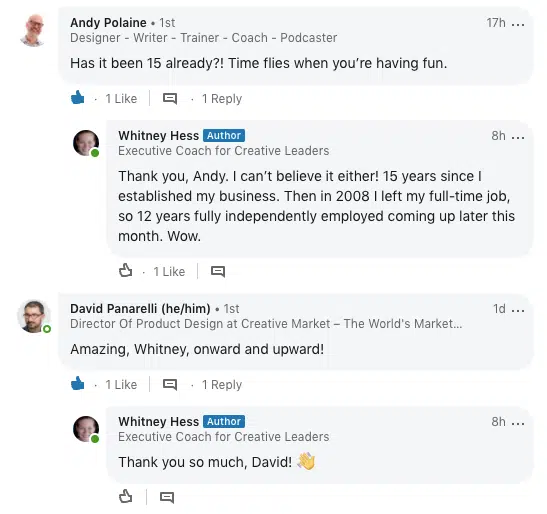 Andy Polaine • 1st 17h ...
Designer - Writer - Trainer - Coach - Podcaster
Has it been 15 already?! Time flies when you’re having fun.
· 1 Like · 1 Reply
Whitney Hess Author 8h ...
Executive Coach for Creative Leaders
Thank you, Andy. I can’t believe it either! 15 years since I
established my business. Then in 2008 I left my full-time job,
so 12 years fully independently employed coming up later this
month. Wow.
· 1 Like
David Panarelli (he/him) • 1st 1d ...
Director Of Product Design at Creative Market – The World's Market...
Amazing, Whitney, onward and upward!
· 1 Like · 1 Reply
Whitney Hess Author 8h ...
Executive Coach for Creative Leaders
Thank you so much, David! 👋